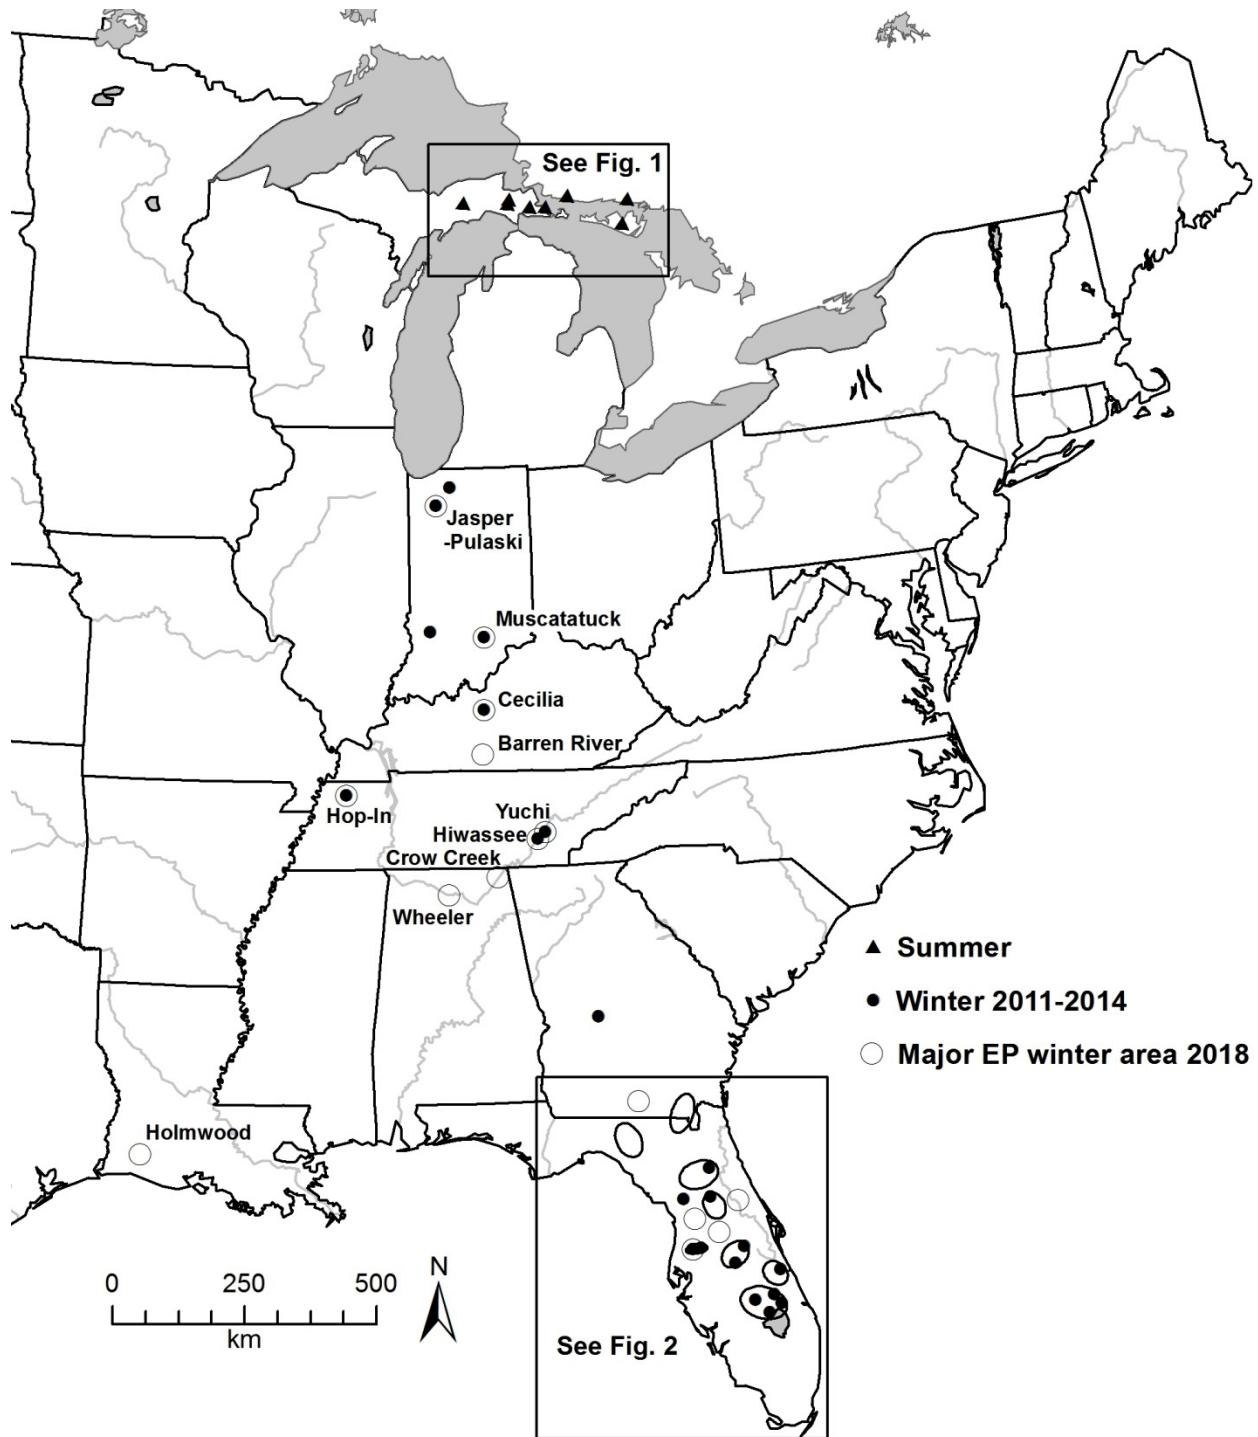 See Fig. 1
Jasper
-Pulaski
Muscatatuck
Cecilia
Barren River
Hop-In
Yuchi
Hiwassee
Crow Creek
Wheeler
Summer
Winter 2011-2014
Major EP winter area 2018
Holmwood
0 250 500
km
N
See Fig. 2